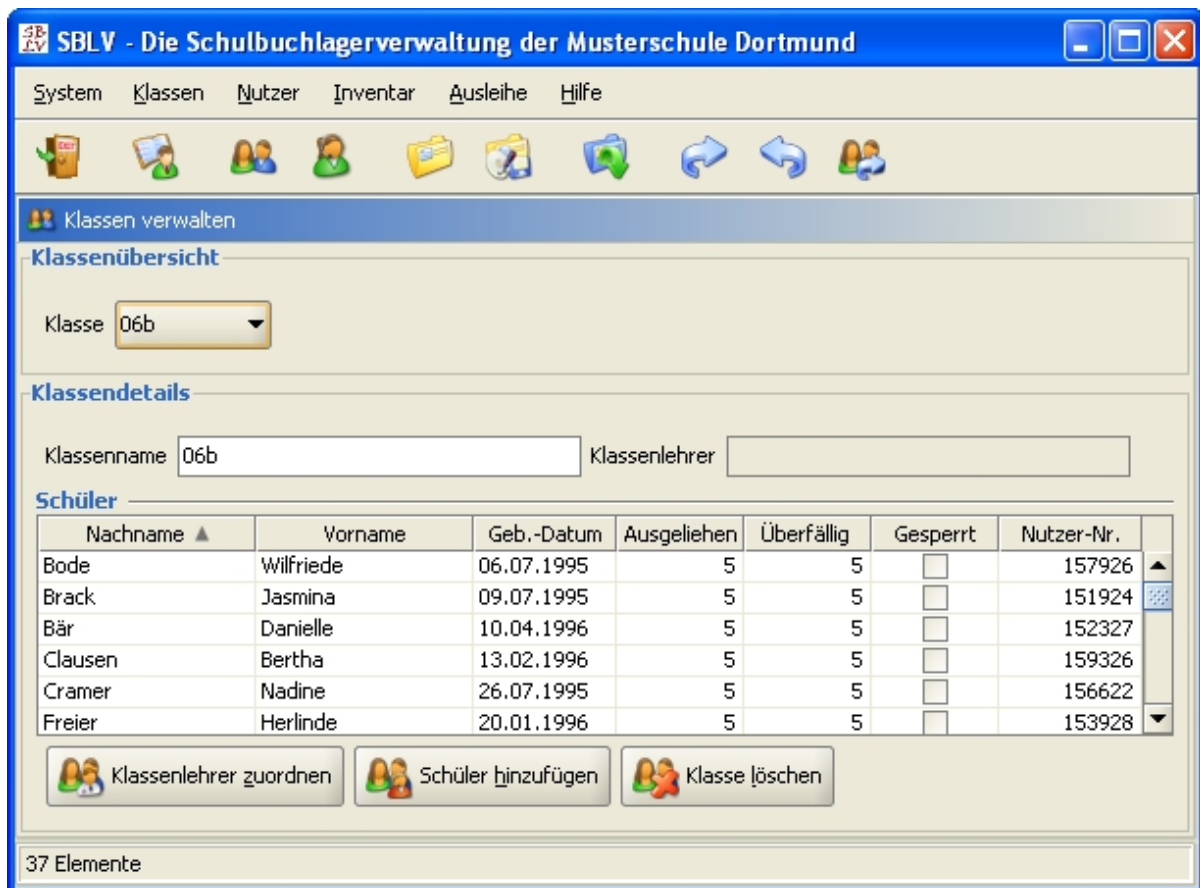 SBLV - Die Schulbuchlagerverwaltung der Musterschule Dortmund
System Klassen Nutzer Inventar Ausleihe Hilfe
Klassen verwalten
Klassenübersicht
Klasse 06b
Klassendetails
Klassenname 06b Klassenlehrer
Schüler
Nachname Vorname Geb.-Datum Ausgeliehen Überfällig Gesperrt Nutzer-Nr.
Bode Wilfriede 06.07.1995 5 5 157926
Brack Jasmina 09.07.1995 5 5 151924
Bär Danielle 10.04.1996 5 5 152327
Clausen Bertha 13.02.1996 5 5 159326
Cramer Nadine 26.07.1995 5 5 156622
Freier Herlinde 20.01.1996 5 5 153928
Klassenlehrer zuordnen Schüler hinzufügen Klasse löschen
37 Elemente